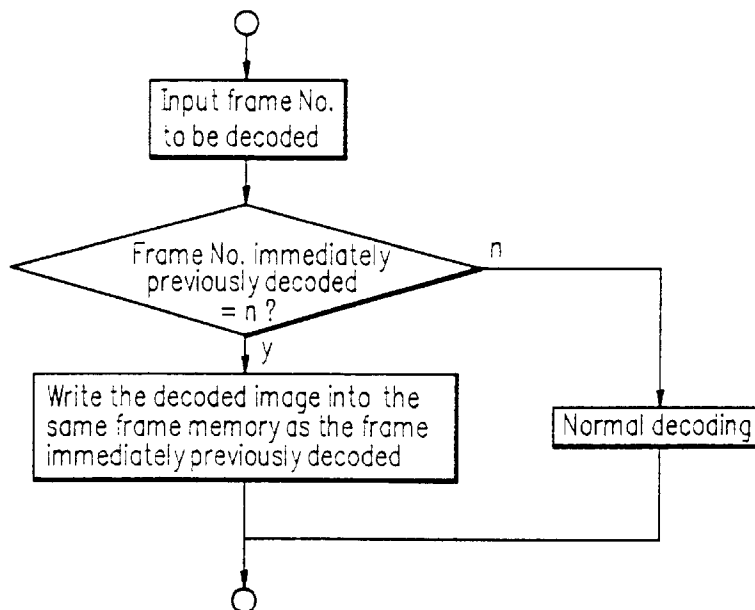 Input frame No.
to be decoded
Frame No. immediately
previously decoded
= n ?
n
y
Write the decoded image into the
same frame memory as the frame
immediately previously decoded
Normal decoding